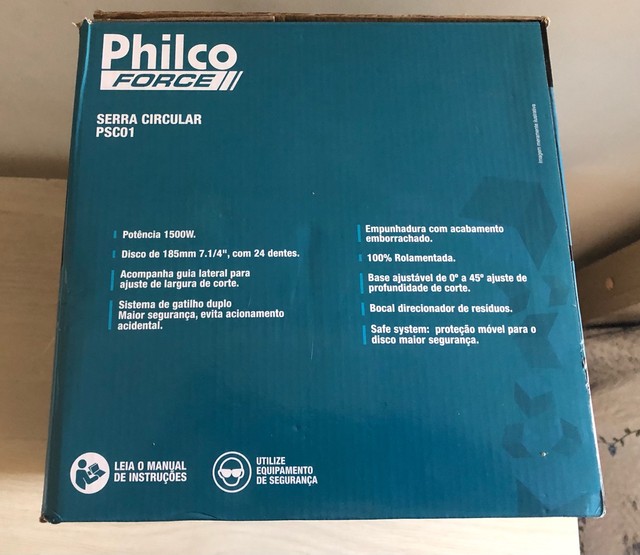 Philco
FORCE
SERRA CIRCULAR
PSC01
Imagem meramente ilustrativa
Potência 1500W.
Disco de 185mm 7.1/4", com 24 dentes.
Acompanha guia lateral para
ajuste de largura de corte.
Sistema de gatilho duplo
Maior segurança, evita acionamento
acidental.
Empunhadura com acabamento
emborrachado.
100% Rolamentada.
Base ajustável de 0º a 45º ajuste de
profundidade de corte.
Bocal direcionador de resíduos.
Safe system: proteção móvel para o
disco maior segurança.
LEIA O MANUAL
DE INSTRUÇÕES
UTILIZE
EQUIPAMENTO
DE SEGURANÇA